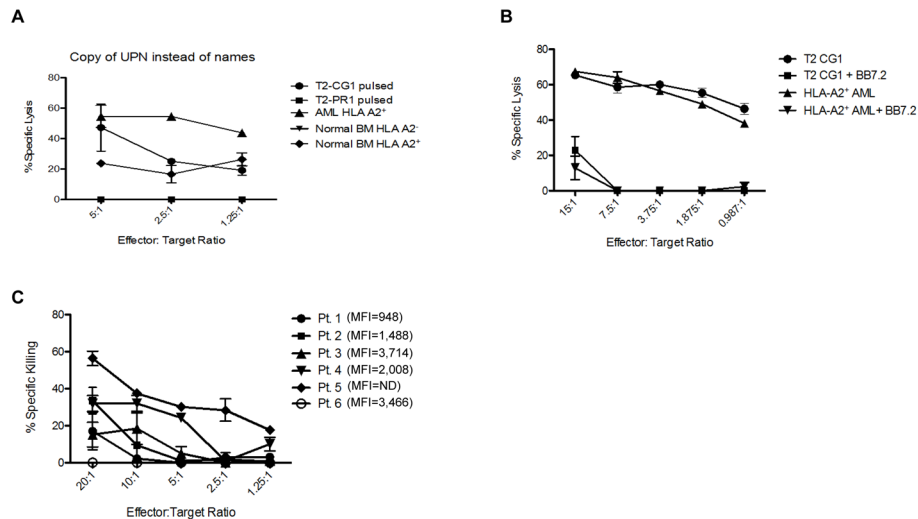 A
Copy of UPN instead of names
% Specific Lysis
80
60
40
20
0
5:1
2.5:1
1.25:1
Effector: Target Ratio
T2-CG1 pulsed
T2-PR1 pulsed
AML HLA A2+
Normal BM HLA A2-
Normal BM HLA A2+
B
% Specific Lysis
80
60
40
20
0
15:1
7.5:1
3.75:1
1.875:1
0.987:1
Effector: Target Ratio
T2 CG1
T2 CG1 + BB7.2
HLA-A2+ AML
HLA-A2+ AML + BB7.2
C
% Specific Killing
80
60
40
20
0
20:1
10:1
5:1
2.5:1
1.25:1
Effector:Target Ratio
Pt. 1 (MFI=948)
Pt. 2 (MFI=1,488)
Pt. 3 (MFI=3,714)
Pt. 4 (MFI=2,008)
Pt. 5 (MFI=ND)
Pt. 6 (MFI=3,466)